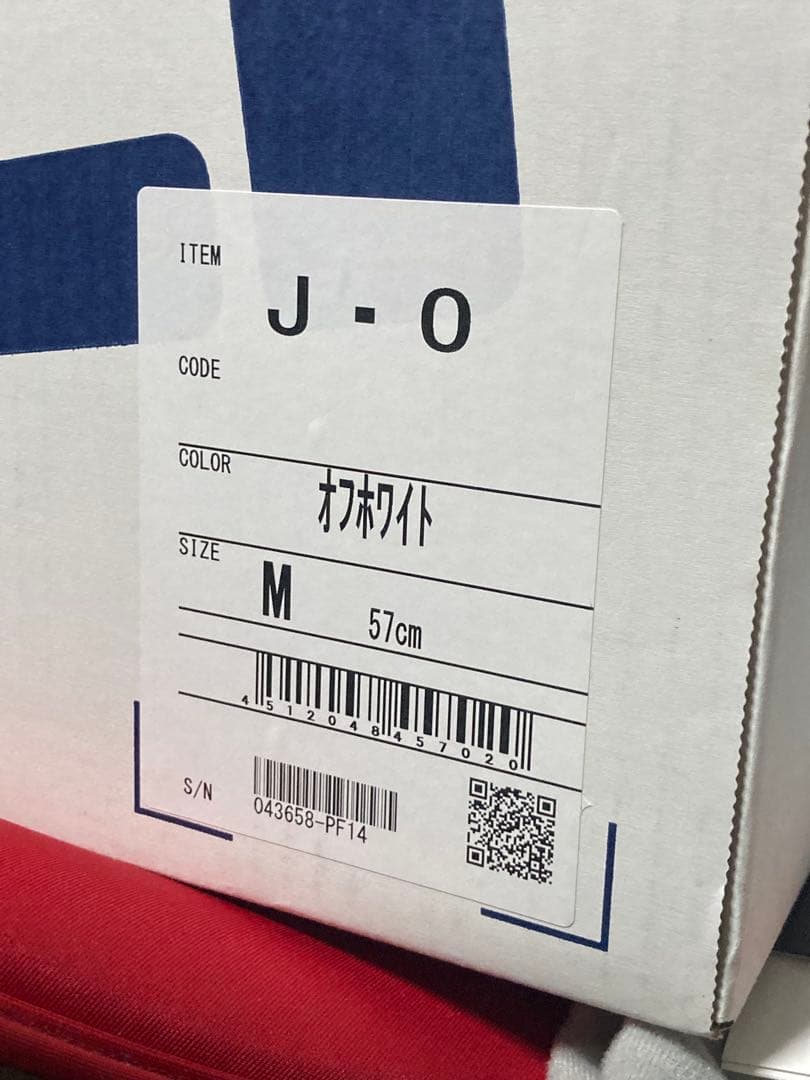 ITEM
J - O
CODE
COLOR
オフホワイト
SIZE
M 57cm
4512048457020
S/N
043658-PF14